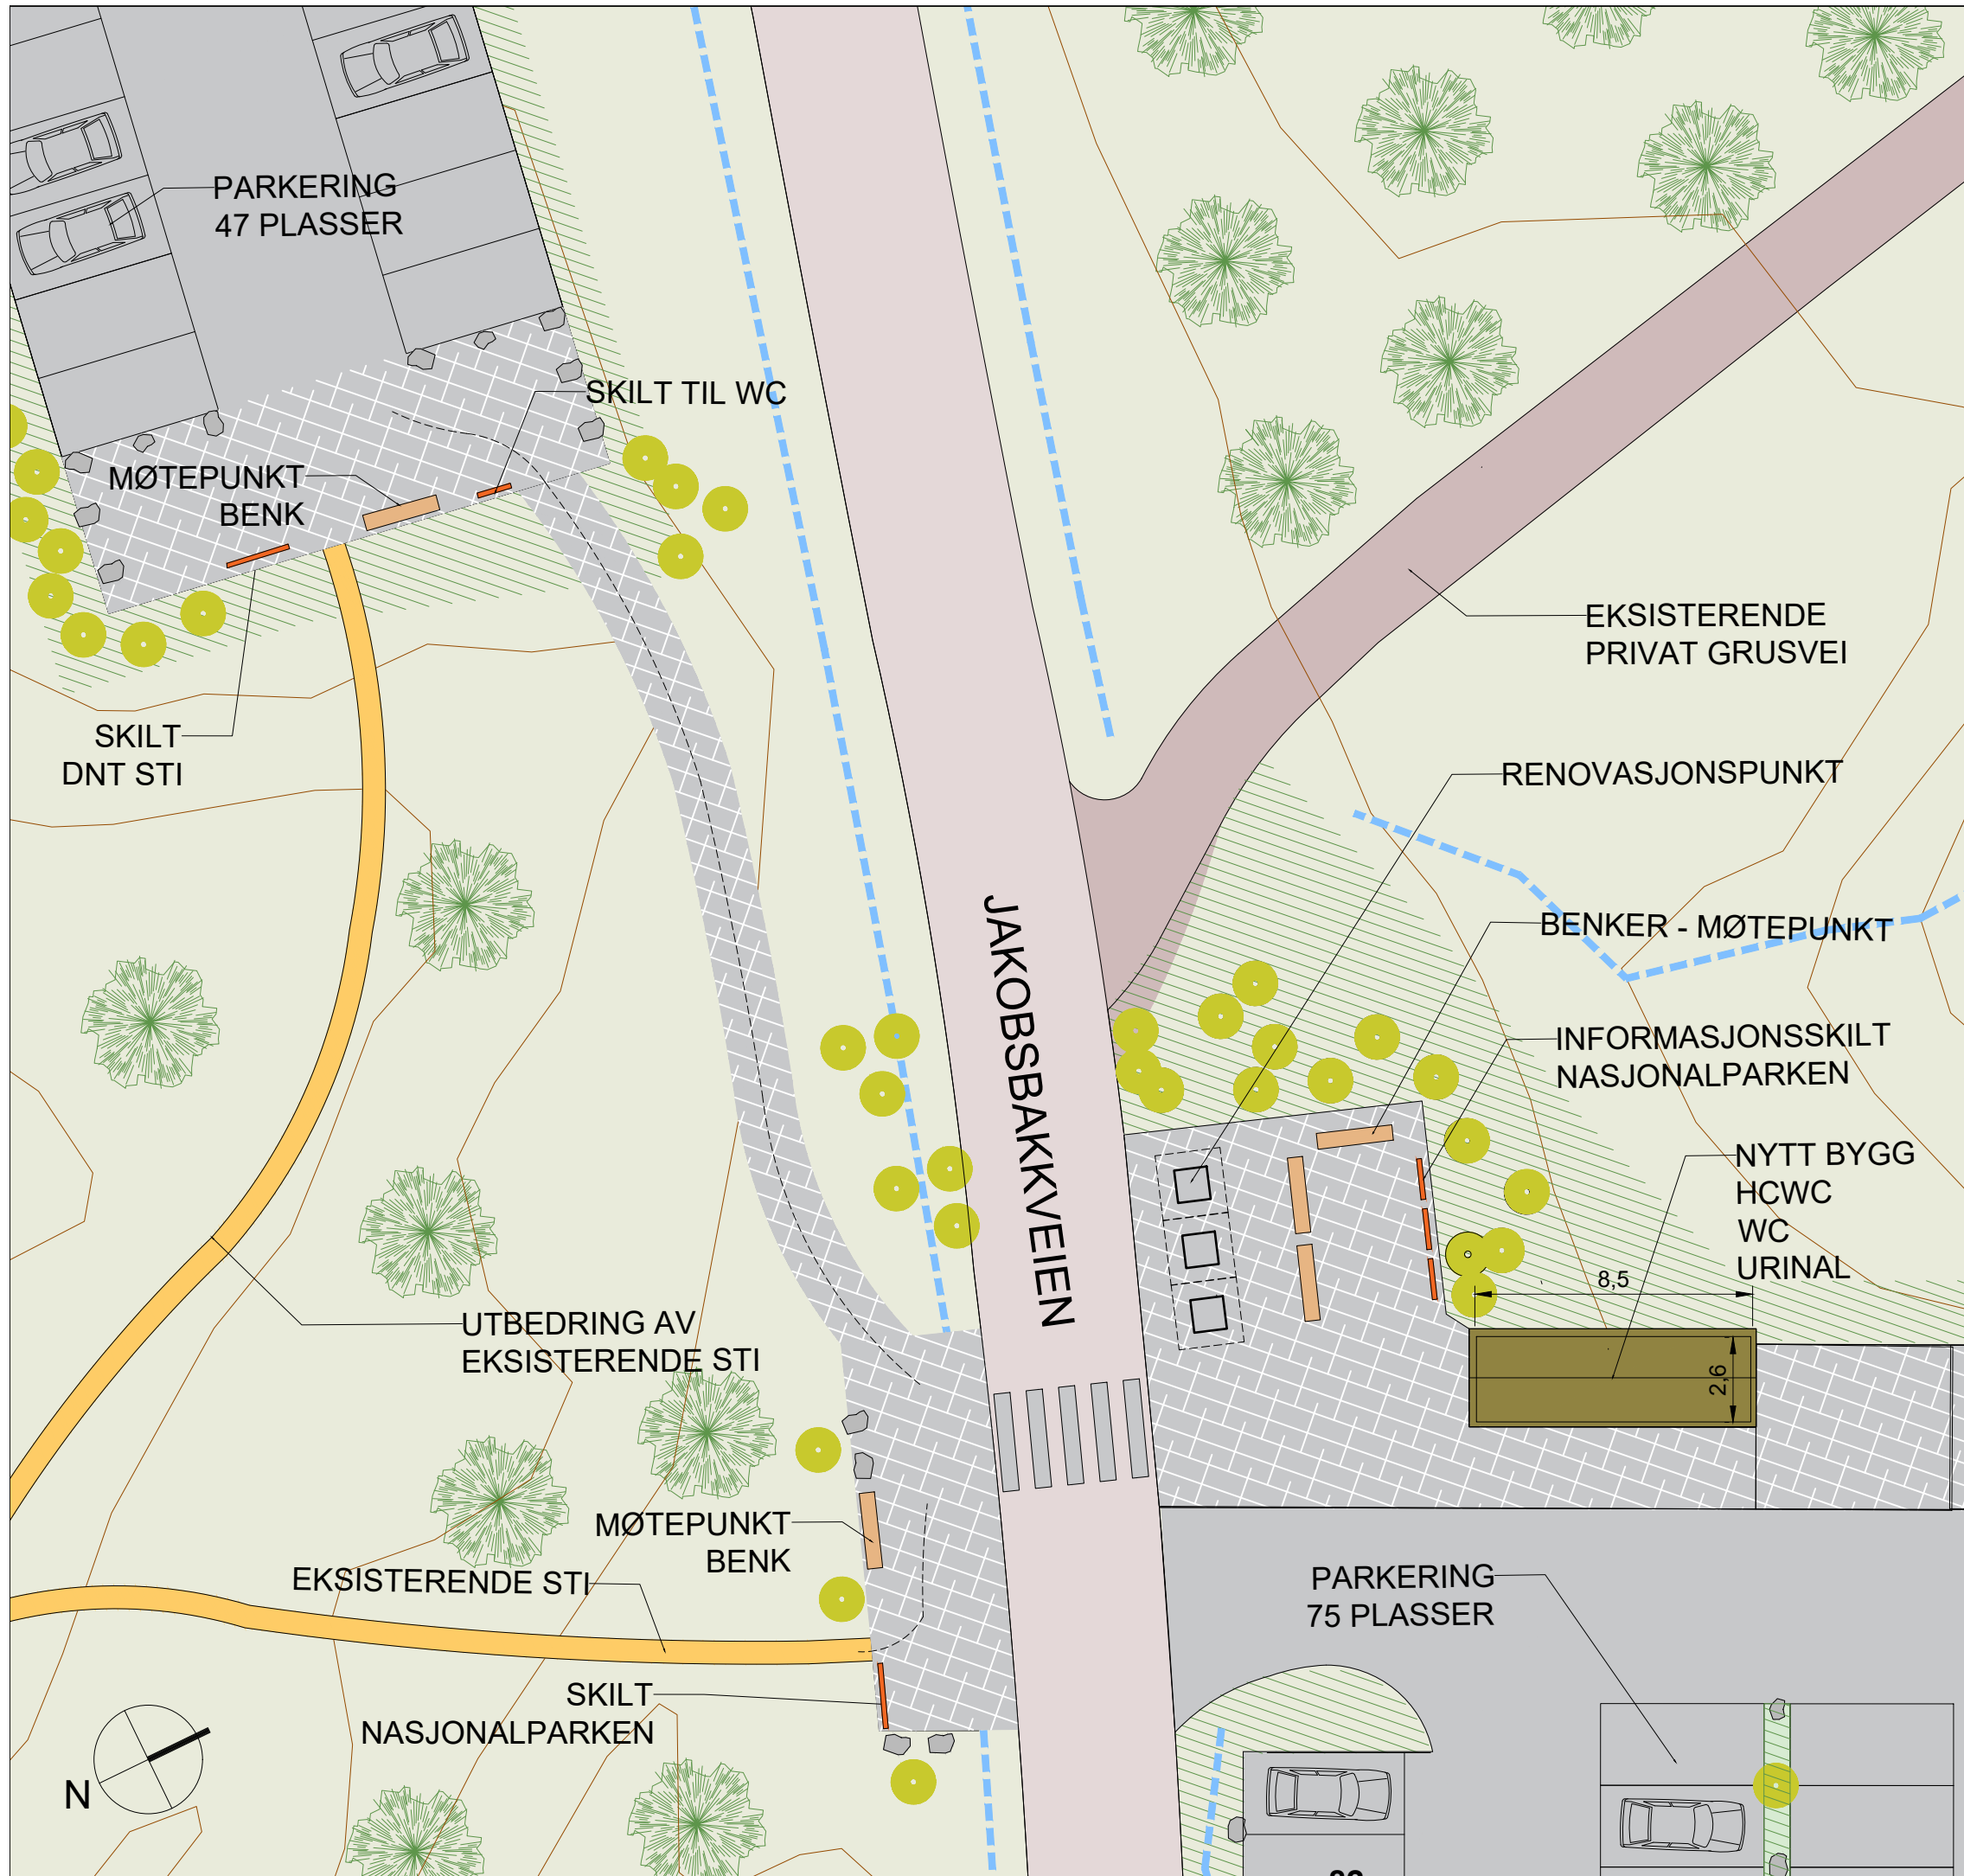 PARKERING
47 PLASSER
SKILT TIL WC
MØTEPUNKT
BENK
SKILT
DNT STI
EKSISTERENDE
PRIVAT GRUSVEI
RENOVASJONSPUNKT
BENKER - MØTEPUNKT
JAKOBSBAKKVEIEN
INFORMASJONSSKILT
NASJONALPARKEN
NYTT BYGG
HCWC
WC
URINAL
8,5
2,6
UTBEDRING AV
EKSISTERENDE STI
MØTEPUNKT
BENK
EKSISTERENDE STI
PARKERING
75 PLASSER
SKILT
NASJONALPARKEN
N